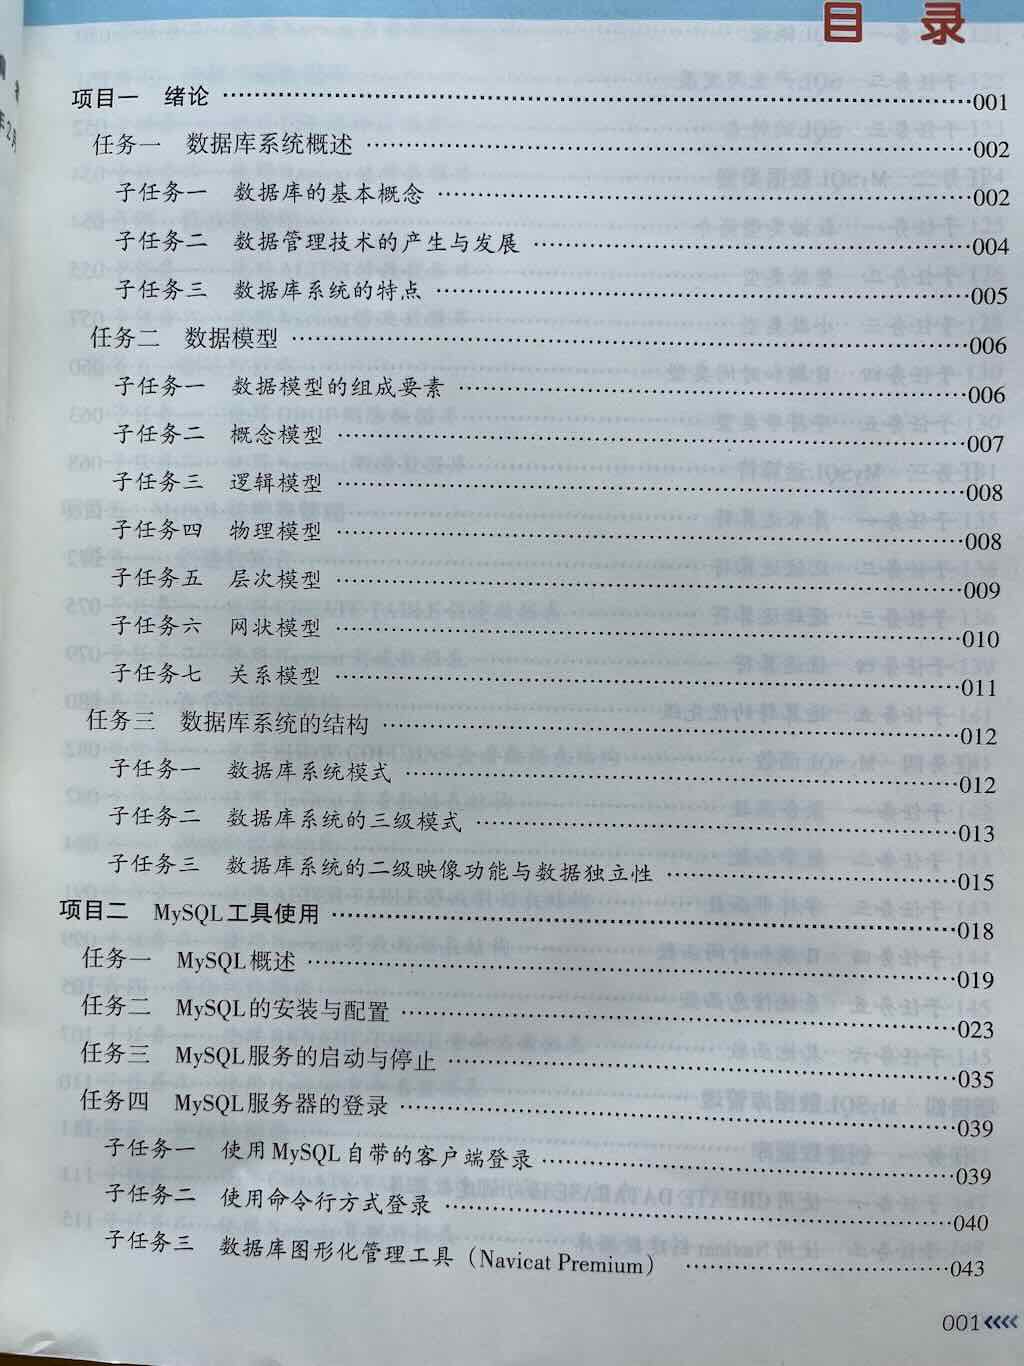 目 录
项目一 绪论 ……001
任务一 数据库系统概述 ……002
子任务一 数据库的基本概念 ……002
子任务二 数据管理技术的产生与发展 ……004
子任务三 数据库系统的特点 ……005
任务二 数据模型 ……006
子任务一 数据模型的组成要素 ……006
子任务二 概念模型 ……007
子任务三 逻辑模型 ……008
子任务四 物理模型 ……008
子任务五 层次模型 ……009
子任务六 网状模型 ……010
子任务七 关系模型 ……011
任务三 数据库系统的结构 ……012
子任务一 数据库系统模式 ……012
子任务二 数据库系统的三级模式 ……013
子任务三 数据库系统的二级映像功能与数据独立性 ……015
项目二 MySQL工具使用 ……018
任务一 MySQL概述 ……019
任务二 MySQL的安装与配置 ……023
任务三 MySQL服务的启动与停止 ……035
任务四 MySQL服务器的登录 ……039
子任务一 使用MySQL自带的客户端登录 ……039
子任务二 使用命令行方式登录 ……040
子任务三 数据库图形化管理工具（Navicat Premium） ……043
001